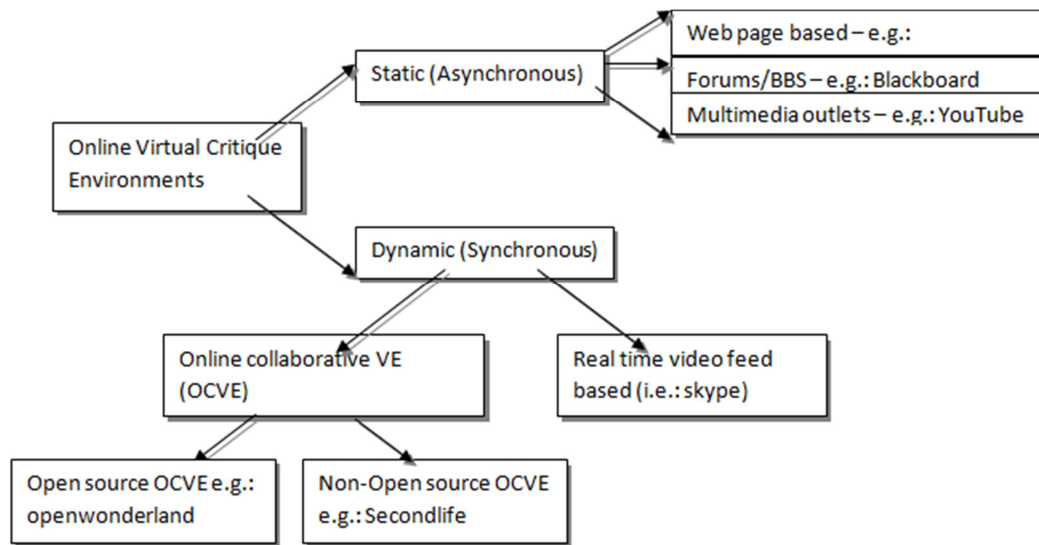 Web page based – e.g.:
Static (Asynchronous)
Forums/BBS – e.g.: Blackboard
Multimedia outlets – e.g.: YouTube
Online Virtual Critique
Environments
Dynamic (Synchronous)
Online collaborative VE
(OCVE)
Real time video feed
based (i.e.: skype)
Open source OCVE e.g.:
openwonderland
Non-Open source OCVE
e.g.: Secondlife